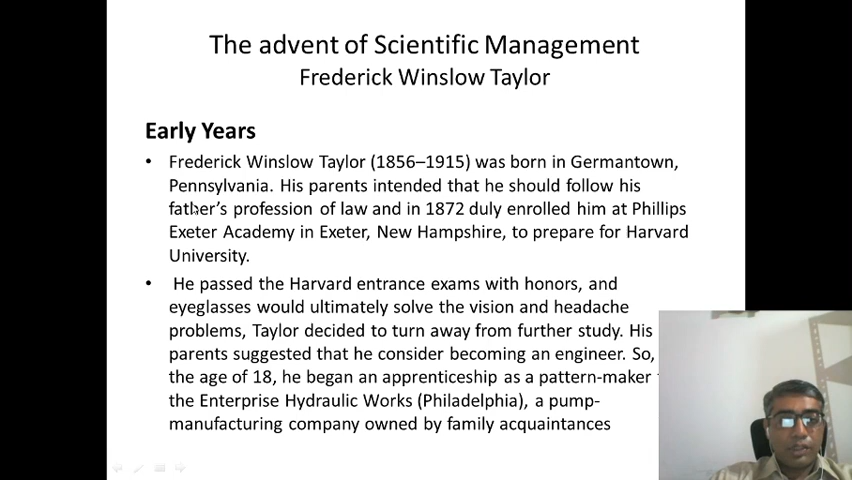 The advent of Scientific Management
Frederick Winslow Taylor
Early Years
• Frederick Winslow Taylor (1856–1915) was born in Germantown,
Pennsylvania. His parents intended that he should follow his
father's profession of law and in 1872 duly enrolled him at Phillips
Exeter Academy in Exeter, New Hampshire, to prepare for Harvard
University.
• He passed the Harvard entrance exams with honors, and
eyeglasses would ultimately solve the vision and headache
problems, Taylor decided to turn away from further study. His
parents suggested that he consider becoming an engineer. So,
the age of 18, he began an apprenticeship as a pattern-maker
the Enterprise Hydraulic Works (Philadelphia), a pump-
manufacturing company owned by family acquaintances